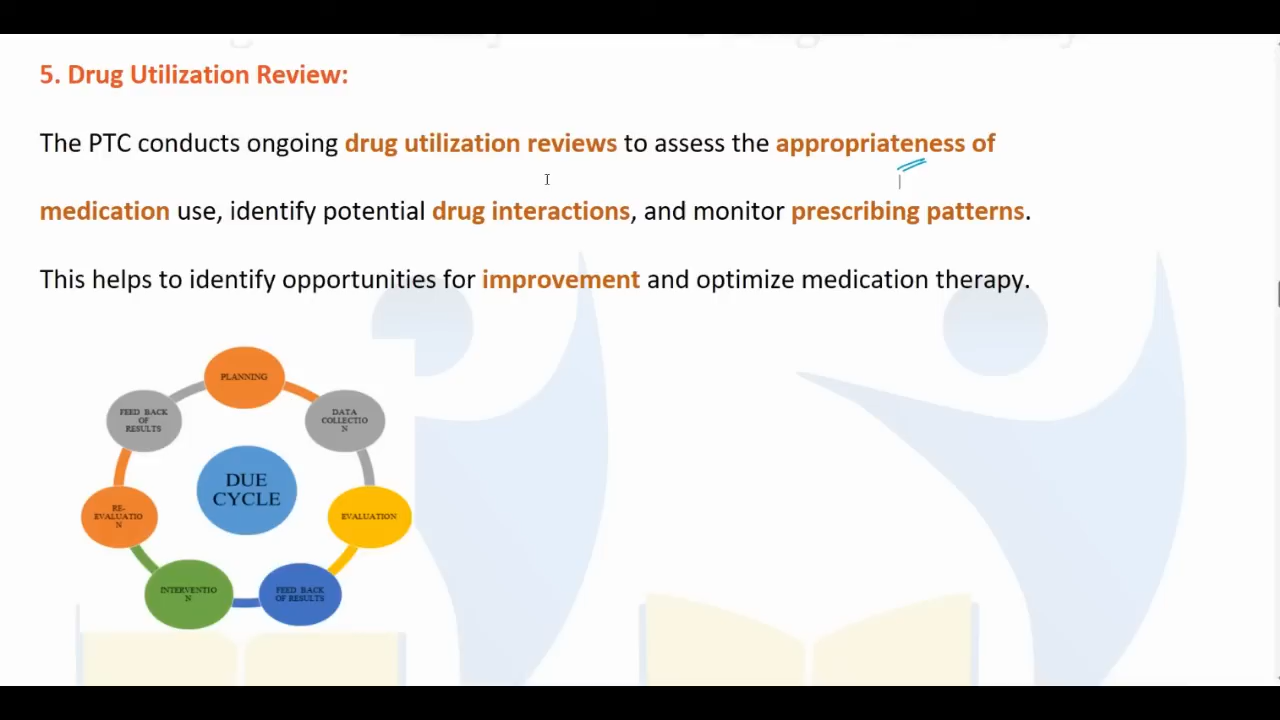 5. Drug Utilization Review:
The PTC conducts ongoing drug utilization reviews to assess the appropriateness of
medication use, identify potential drug interactions, and monitor prescribing patterns.
This helps to identify opportunities for improvement and optimize medication therapy.
PLANNING
FEED BACK
OF
RESULTS
DATA
COLLECTIO
N
DUE
CYCLE
RE-
EVALUATIO
N
EVALUATION
INTERVENTIO
N
FEED BACK
OF RESULTS